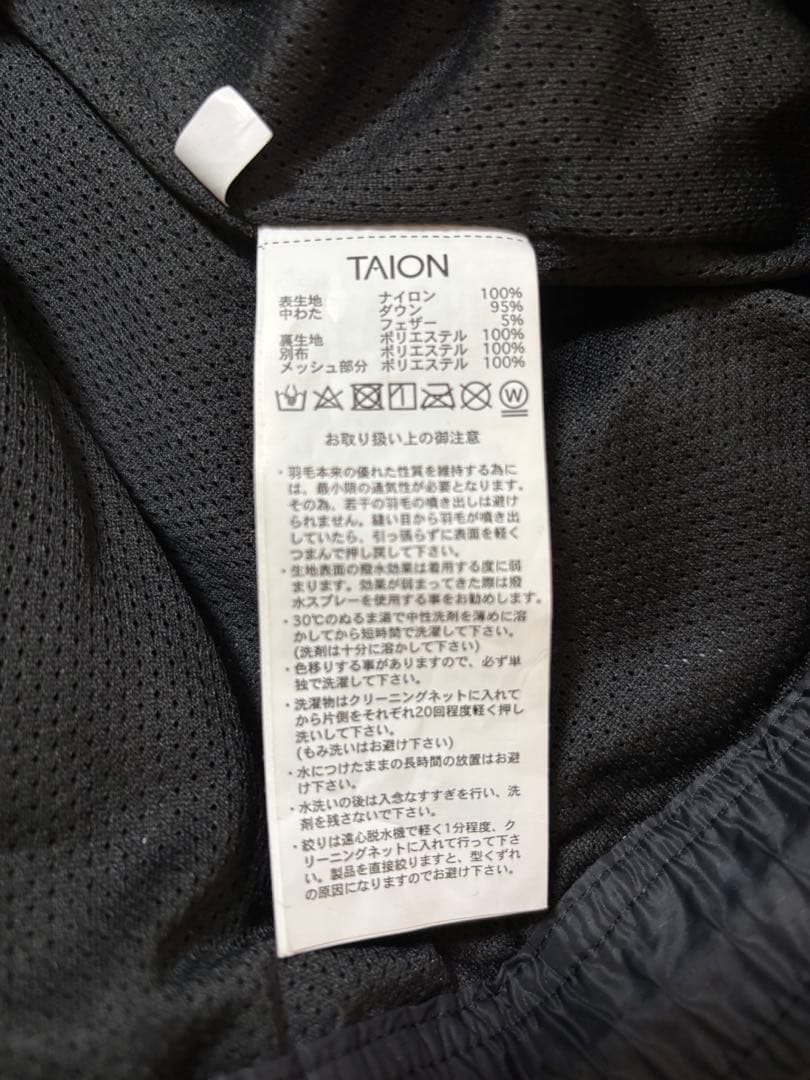 TAION
表生地 ナイロン 100%
中わた ダウン 95%
フェザー 5%
裏生地 ポリエステル 100%
別布 ポリエステル 100%
メッシュ部分 ポリエステル 100%
W
お取り扱い上の御注意
・羽毛本来の優れた性質を維持する為に
は、最小限の通気性が必要となります。
その為、若干の羽毛の噴き出しは避け
られません。縫い目から羽毛が噴き出
していたら、引っ張らずに表面を軽く
つまんで押し戻して下さい。
・生地表面の撥水効果は着用する度に弱
まります。効果が弱まってきた際は撥
水スプレーを使用する事をお勧めします。
・30℃のぬるま湯で中性洗剤を薄めに溶
かしてから短時間で洗濯して下さい。
(洗剤は十分に溶かして下さい)
・色移りする事がありますので、必ず単
独で洗濯して下さい。
・洗濯物はクリーニングネットに入れて
から片側をそれぞれ20回程度軽く押し
洗いして下さい。
(もみ洗いはお避け下さい)
・水につけたままの長時間の放置はお避
け下さい。
・水洗いの後は入念なすすぎを行い、洗
剤を残さないで下さい。
・絞りは遠心脱水機で軽く1分程度、ク
リーニングネットに入れて行って下さ
い。製品を直接絞りますと、型くずれ
の原因になりますのでお避け下さい。